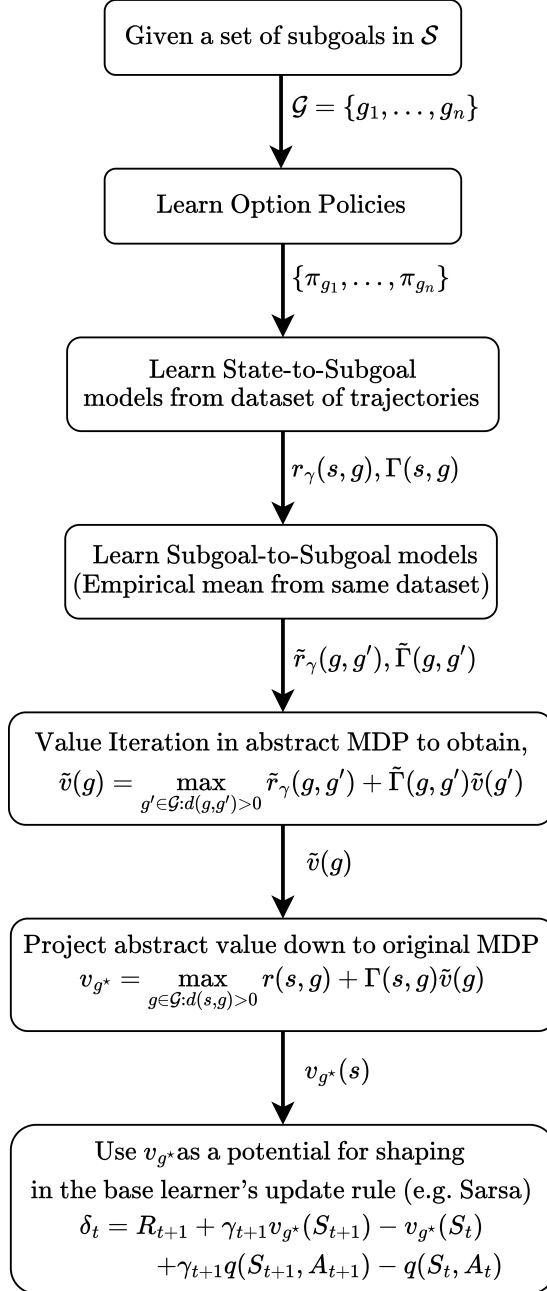 Given a set of subgoals in 𝒮
𝒢 = {g₁, . . . , gₙ}
Learn Option Policies
{π_{g₁}, . . . , π_{gₙ}}
Learn State-to-Subgoal
models from dataset of trajectories
r_γ(s, g), Γ(s, g)
Learn Subgoal-to-Subgoal models
(Empirical mean from same dataset)
r̃_γ(g, g′), Γ̃(g, g′)
Value Iteration in abstract MDP to obtain,
ṽ(g) = max_{g′∈𝒢:d(g,g′)>0} r̃_γ(g, g′) + Γ̃(g, g′)ṽ(g′)
ṽ(g)
Project abstract value down to original MDP
v_{g⋆} = max_{g∈𝒢:d(s,g)>0} r(s, g) + Γ(s, g)ṽ(g)
v_{g⋆}(s)
Use v_{g⋆} as a potential for shaping
in the base learner's update rule (e.g. Sarsa)
δ_t = R_{t+1} + γ_{t+1}v_{g⋆}(S_{t+1}) − v_{g⋆}(S_t)
+γ_{t+1}q(S_{t+1}, A_{t+1}) − q(S_t, A_t)